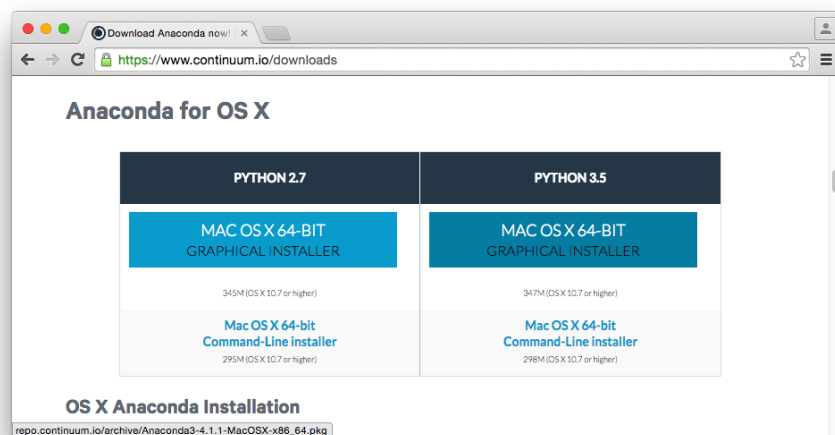 Download Anaconda now!
https://www.continuum.io/downloads
Anaconda for OS X
PYTHON 2.7
PYTHON 3.5
MAC OS X 64-BIT
GRAPHICAL INSTALLER
MAC OS X 64-BIT
GRAPHICAL INSTALLER
345M (OS X 10.7 or higher)
347M (OS X 10.7 or higher)
Mac OS X 64-bit
Command-Line installer
295M (OS X 10.7 or higher)
Mac OS X 64-bit
Command-Line installer
298M (OS X 10.7 or higher)
OS X Anaconda Installation
repo.continuum.io/archive/Anaconda3-4.1.1-MacOSX-x86_64.pkg